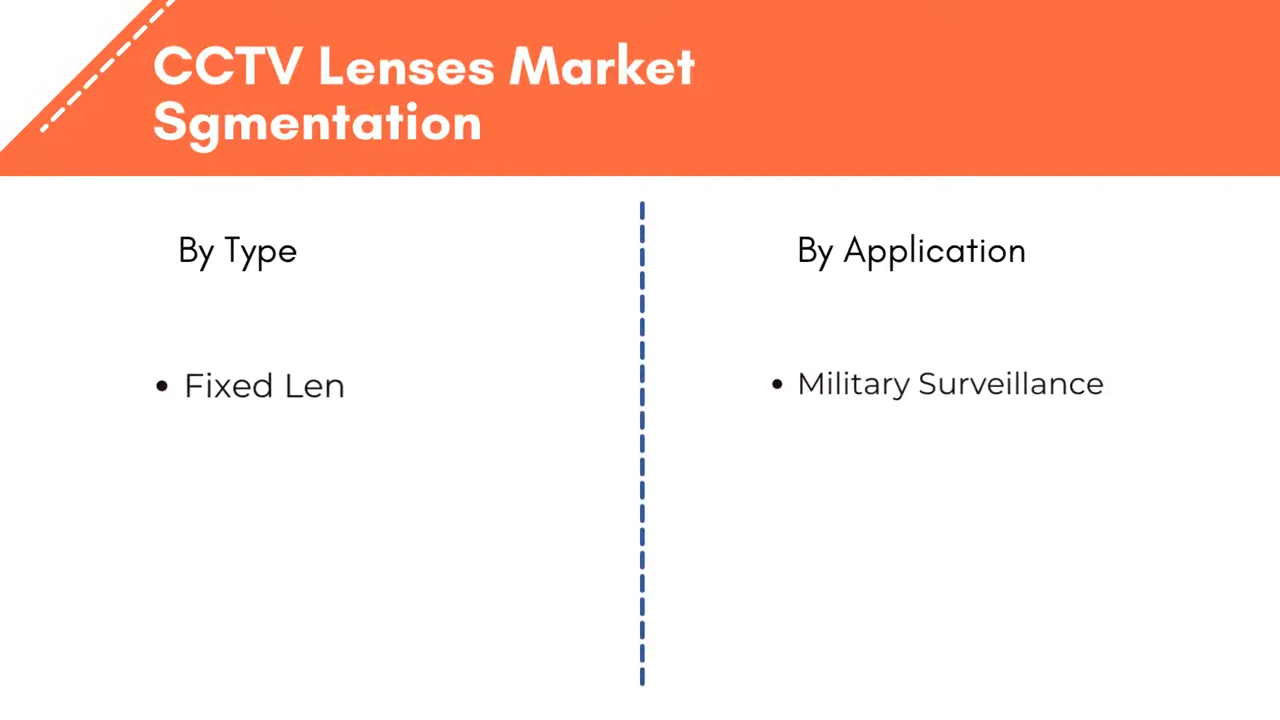 CCTV Lenses Market
Sgmentation
By Type
• Fixed Len
By Application
• Military Surveillance